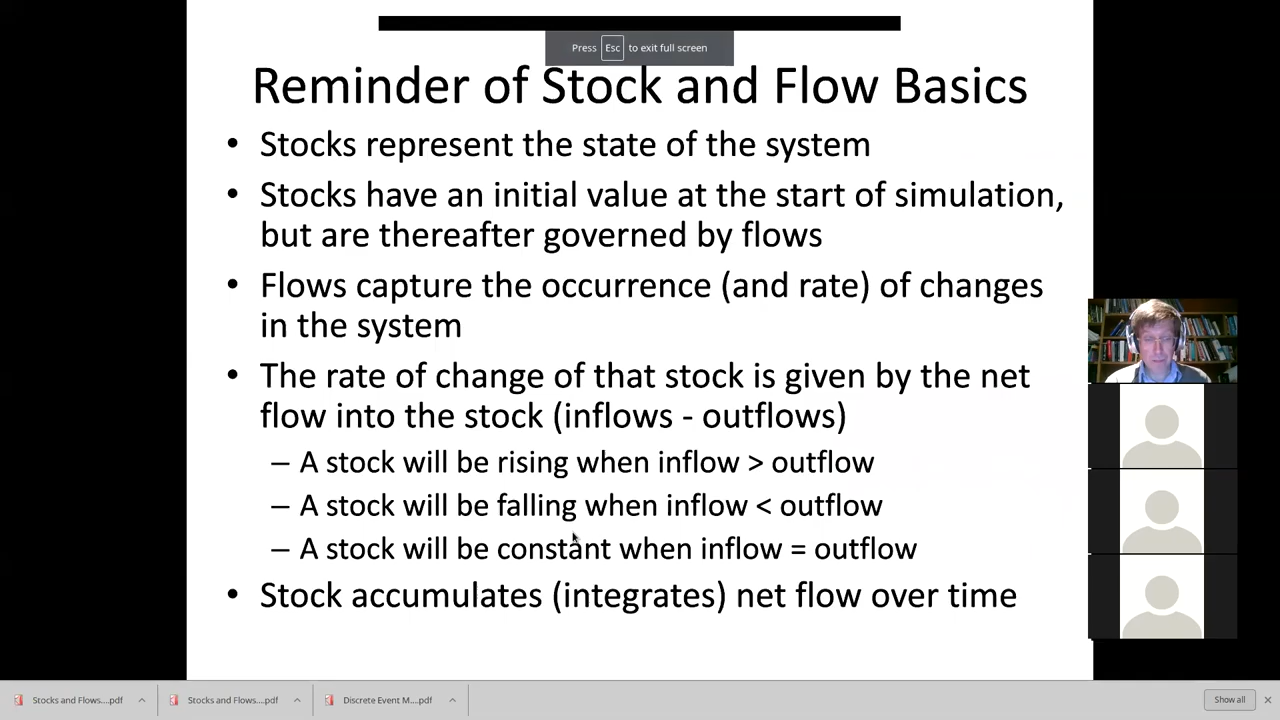 Press Esc to exit full screen
Reminder of Stock and Flow Basics
• Stocks represent the state of the system
• Stocks have an initial value at the start of simulation,
but are thereafter governed by flows
• Flows capture the occurrence (and rate) of changes
in the system
• The rate of change of that stock is given by the net
flow into the stock (inflows - outflows)
– A stock will be rising when inflow > outflow
– A stock will be falling when inflow < outflow
– A stock will be constant when inflow = outflow
• Stock accumulates (integrates) net flow over time
Stocks and Flows....pdf
Stocks and Flows....pdf
Discrete Event M....pdf
Show all